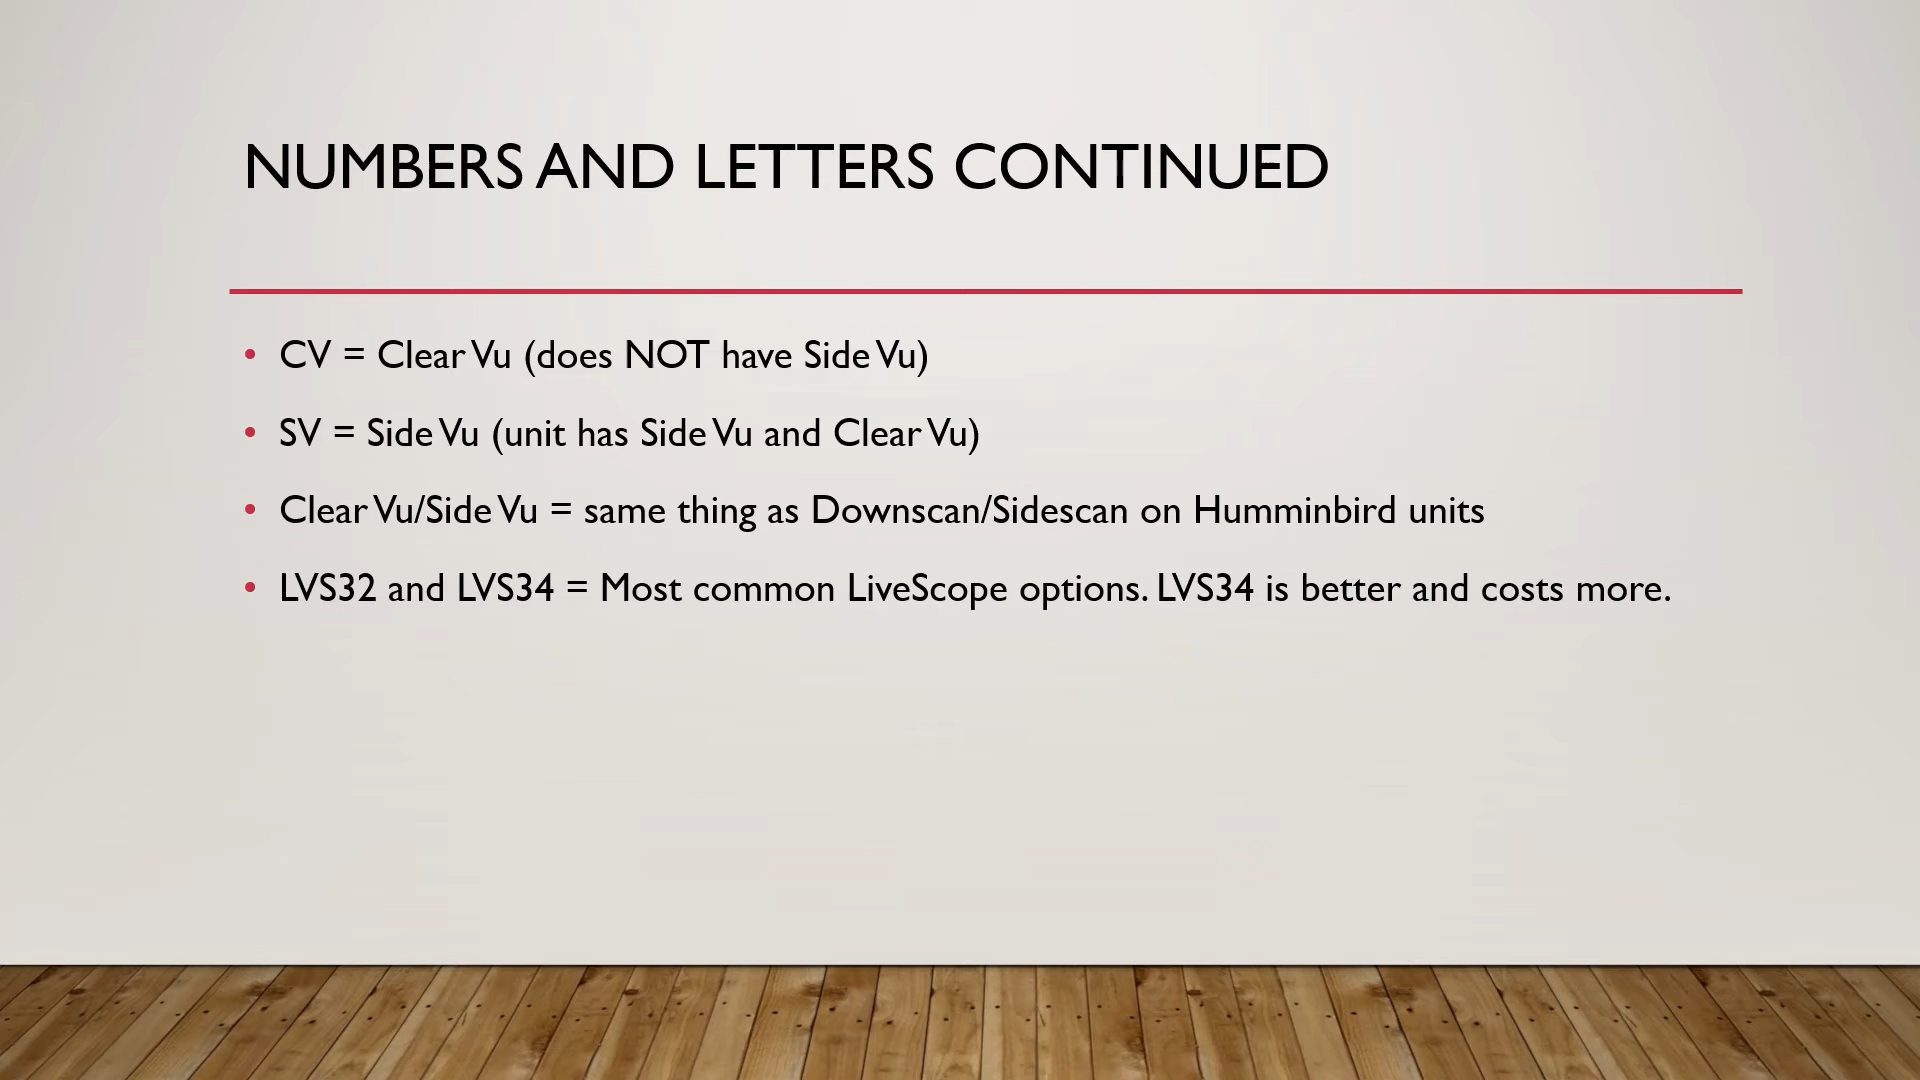 NUMBERS AND LETTERS CONTINUED
• CV = Clear Vu (does NOT have Side Vu)
• SV = Side Vu (unit has Side Vu and Clear Vu)
• Clear Vu/Side Vu = same thing as Downscan/Sidescan on Humminbird units
• LVS32 and LVS34 = Most common LiveScope options. LVS34 is better and costs more.